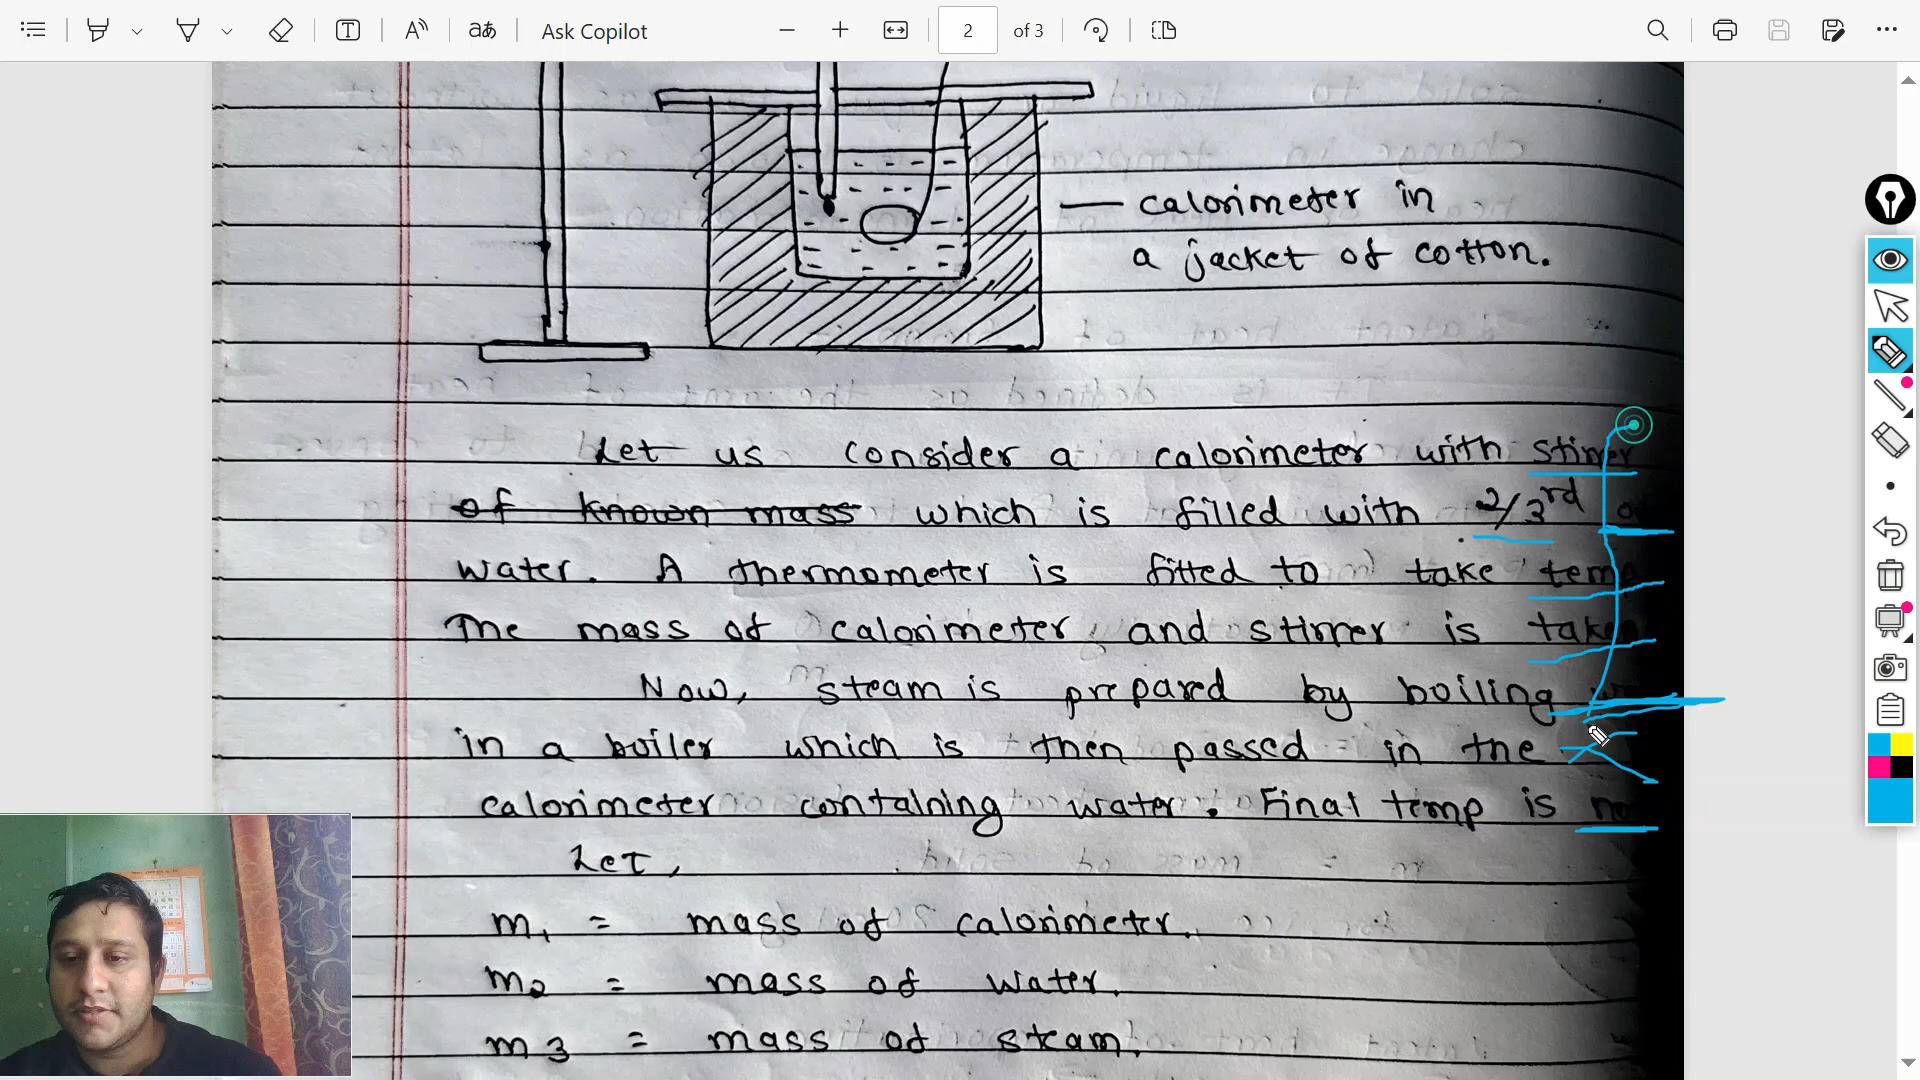 Ask Copilot
2 of 3
calorimeter in
a jacket of cotton.
Let us consider a calorimeter with stirrer
of known mass which is filled with 2/3rd of
water. A thermometer is fitted to take temp
The mass of calorimeter and stirrer is taken
Now, steam is prepared by boiling
in a boiler which is then passed in the
calorimeter containing water. Final temp is
Let,
m1 = mass of calorimeter.
m2 = mass of water.
m3 = mass of steam.